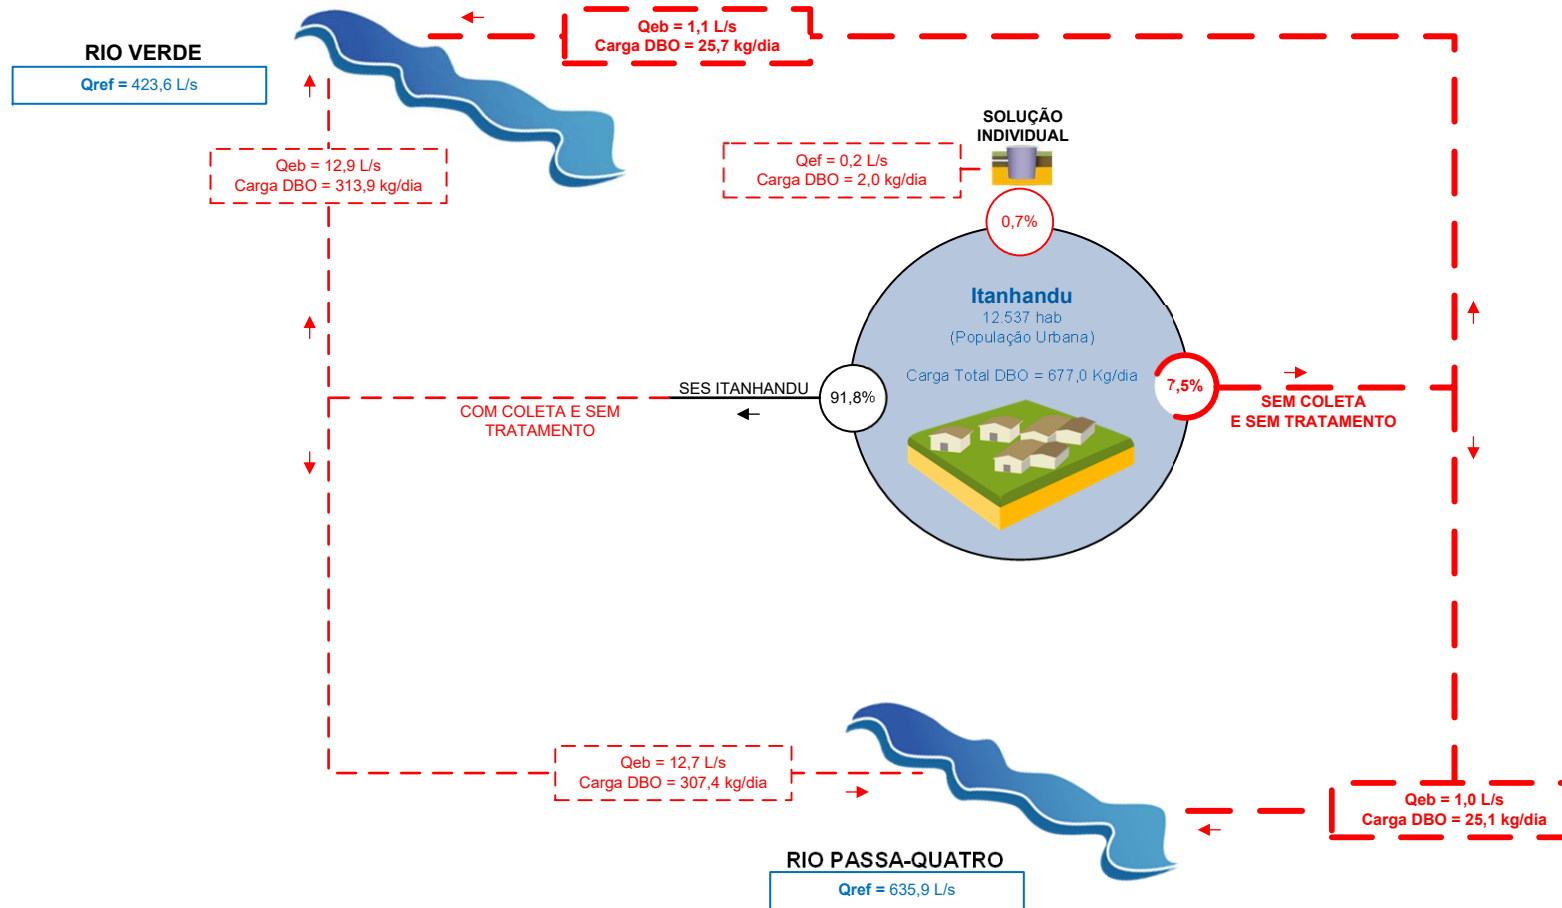 Qeb = 1,1 L/s
Carga DBO = 25,7 kg/dia
RIO VERDE
Qref = 423,6 L/s
SOLUÇÃO
INDIVIDUAL
Qeb = 12,9 L/s
Carga DBO = 313,9 kg/dia
Qef = 0,2 L/s
Carga DBO = 2,0 kg/dia
0,7%
Itanhandu
12.537 hab
(População Urbana)
Carga Total DBO = 677,0 Kg/dia
SES ITANHANDU
91,8%
7,5%
COM COLETA E SEM
TRATAMENTO
SEM COLETA
E SEM TRATAMENTO
Qeb = 12,7 L/s
Carga DBO = 307,4 kg/dia
Qeb = 1,0 L/s
Carga DBO = 25,1 kg/dia
RIO PASSA-QUATRO
Qref = 635,9 L/s